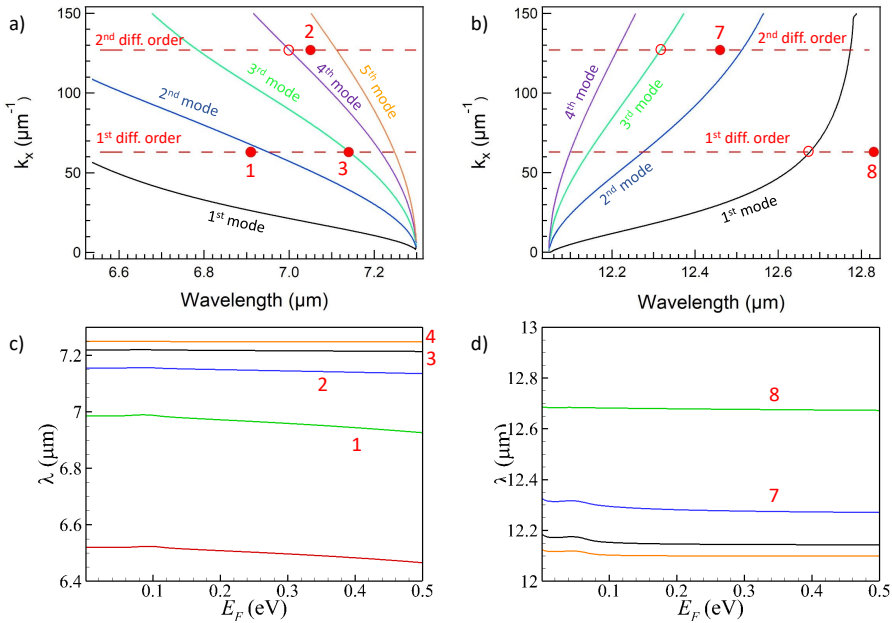 a)
2nd diff. order
2
3rd mode
4th mode
5th mode
2nd mode
1st diff. order
1
3
1st mode
kx (µm-1)
150
100
50
0
6.6
6.8
7.0
7.2
Wavelength (µm)
b)
7
2nd diff. order
4th mode
3rd mode
1st diff. order
2nd mode
1st mode
8
150
100
50
0
12.2
12.4
12.6
12.8
Wavelength (µm)
c)
4
3
2
1
λ (µm)
7.2
7
6.8
6.6
6.4
0.1
0.2
0.3
0.4
0.5
EF (eV)
d)
8
7
λ (µm)
13
12.8
12.6
12.4
12.2
12
0.1
0.2
0.3
0.4
0.5
EF (eV)